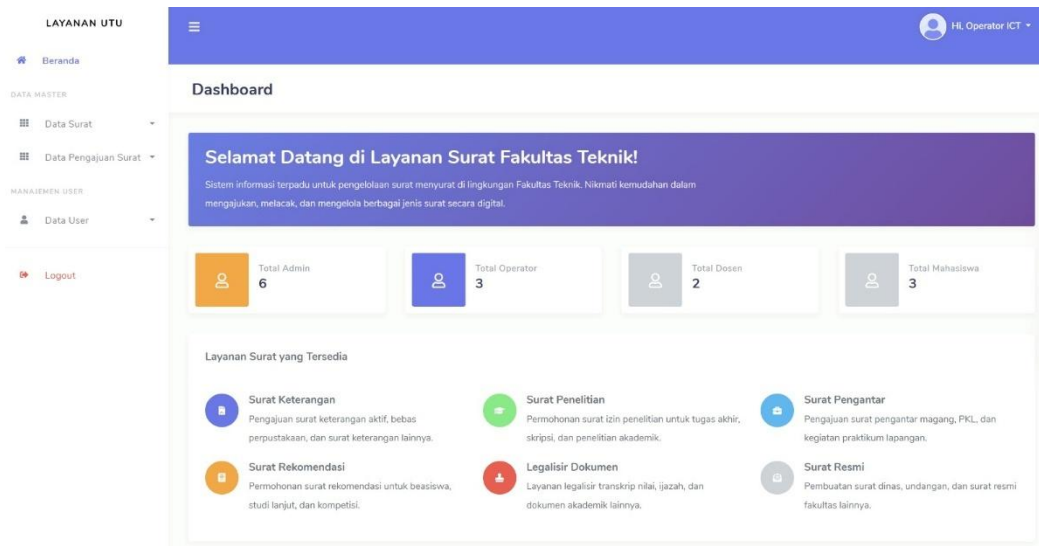 LAYANAN UTU
Hi, Operator ICT
Beranda
DATA MASTER
Data Surat
Data Pengajuan Surat
MANAJEMEN USER
Data User
Logout
Dashboard
Selamat Datang di Layanan Surat Fakultas Teknik!
Sistem informasi terpadu untuk pengelolaan surat menyurat di lingkungan Fakultas Teknik. Nikmati kemudahan dalam
mengajukan, melacak, dan mengelola berbagai jenis surat secara digital.
Total Admin
6
Total Operator
3
Total Dosen
2
Total Mahasiswa
3
Layanan Surat yang Tersedia
Surat Keterangan
Pengajuan surat keterangan aktif, bebas
perpustakaan, dan surat keterangan lainnya.
Surat Penelitian
Permohonan surat izin penelitian untuk tugas akhir,
skripsi, dan penelitian akademik.
Surat Pengantar
Pengajuan surat pengantar magang, PKL, dan
kegiatan praktikum lapangan.
Surat Rekomendasi
Permohonan surat rekomendasi untuk beasiswa,
studi lanjut, dan kompetisi.
Legalisir Dokumen
Layanan legalisir transkrip nilai, ijazah, dan
dokumen akademik lainnya.
Surat Resmi
Pembuatan surat dinas, undangan, dan surat resmi
fakultas lainnya.